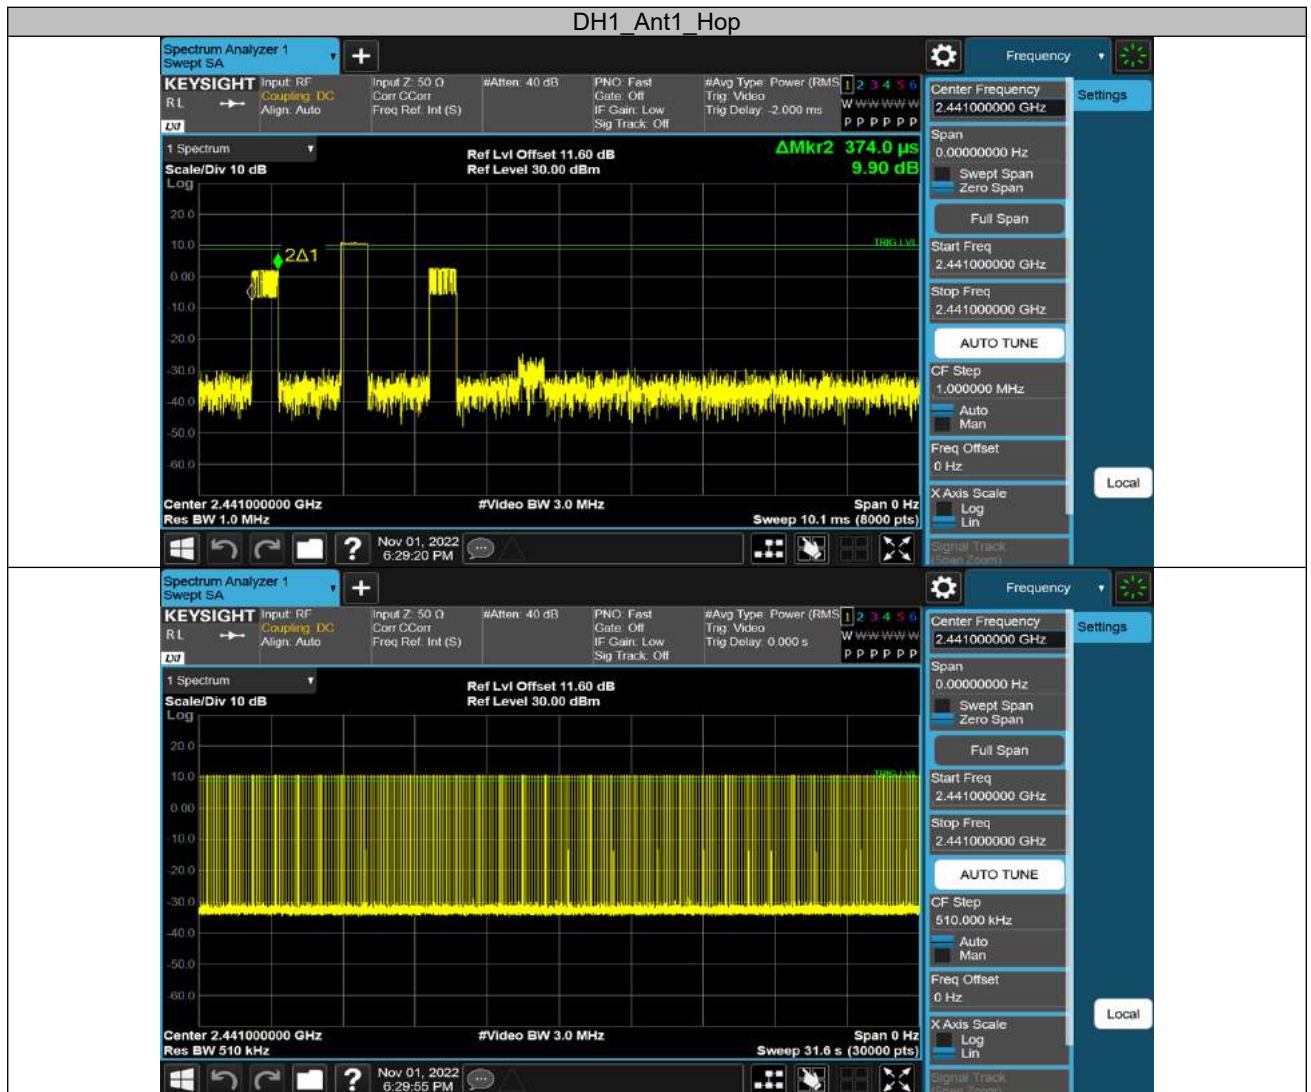 DH1_Ant1_Hop
Spectrum Analyzer 1
Swept SA
Frequency
KEYSIGHT
Input: RF
Coupling: DC
Align: Auto
Input Z: 50 Ω
Corr CCorr
Freq Ref: Int (S)
#Atten: 40 dB
PNO: Fast
Gate: Off
IF Gain: Low
Sig Track: Off
#Avg Type: Power (RMS
Trig: Video
Trig Delay: -2.000 ms
1 2 3 4 5 6
W W W W W W
P P P P P P
RL
LXI
Center Frequency
2.441000000 GHz
Settings
1 Spectrum
Scale/Div 10 dB
Log
Ref Lvl Offset 11.60 dB
Ref Level 30.00 dBm
ΔMkr2 374.0 µs
9.90 dB
Span
0.00000000 Hz
Swept Span
Zero Span
Full Span
Start Freq
2.441000000 GHz
Stop Freq
2.441000000 GHz
AUTO TUNE
CF Step
1.000000 MHz
Auto
Man
Freq Offset
0 Hz
X Axis Scale
Log
Lin
Signal Track
(Span Zoom)
Local
20.0
10.0
0.00
-10.0
-20.0
-30.0
-40.0
-50.0
-60.0
2Δ1
TRIG LVL
Center 2.441000000 GHz
Res BW 1.0 MHz
#Video BW 3.0 MHz
Span 0 Hz
Sweep 10.1 ms (8000 pts)
?
Nov 01, 2022
6:29:20 PM
Spectrum Analyzer 1
Swept SA
Frequency
KEYSIGHT
Input: RF
Coupling: DC
Align: Auto
Input Z: 50 Ω
Corr CCorr
Freq Ref: Int (S)
#Atten: 40 dB
PNO: Fast
Gate: Off
IF Gain: Low
Sig Track: Off
#Avg Type: Power (RMS
Trig: Video
Trig Delay: 0.000 s
1 2 3 4 5 6
W W W W W W
P P P P P P
RL
LXI
Center Frequency
2.441000000 GHz
Settings
1 Spectrum
Scale/Div 10 dB
Log
Ref Lvl Offset 11.60 dB
Ref Level 30.00 dBm
Span
0.00000000 Hz
Swept Span
Zero Span
Full Span
Start Freq
2.441000000 GHz
Stop Freq
2.441000000 GHz
AUTO TUNE
CF Step
510.000 kHz
Auto
Man
Freq Offset
0 Hz
X Axis Scale
Log
Lin
Signal Track
Local
20.0
10.0
0.00
-10.0
-20.0
-30.0
-40.0
-50.0
-60.0
TRIG LVL
Center 2.441000000 GHz
Res BW 510 kHz
#Video BW 3.0 MHz
Span 0 Hz
Sweep 31.6 s (30000 pts)
?
Nov 01, 2022
6:29:55 PM